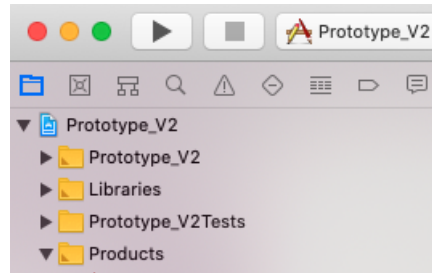 Prototype_V2
Prototype_V2
Prototype_V2
Libraries
Prototype_V2Tests
Products